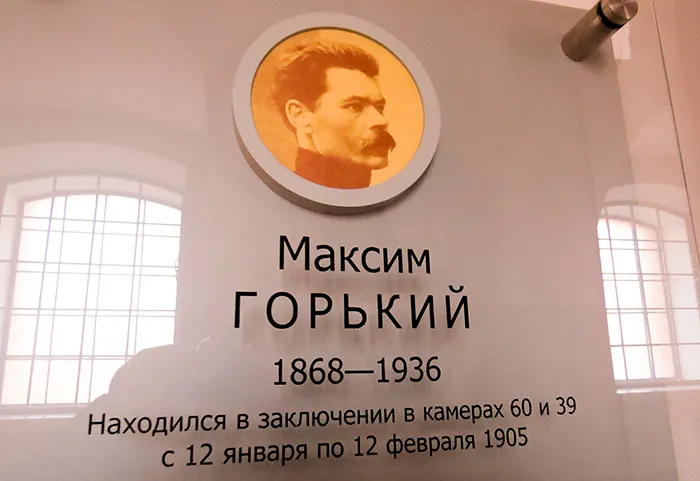 Максим
ГОРЬКИЙ
1868—1936
Находился в заключении в камерах 60 и 39
с 12 января по 12 февраля 1905